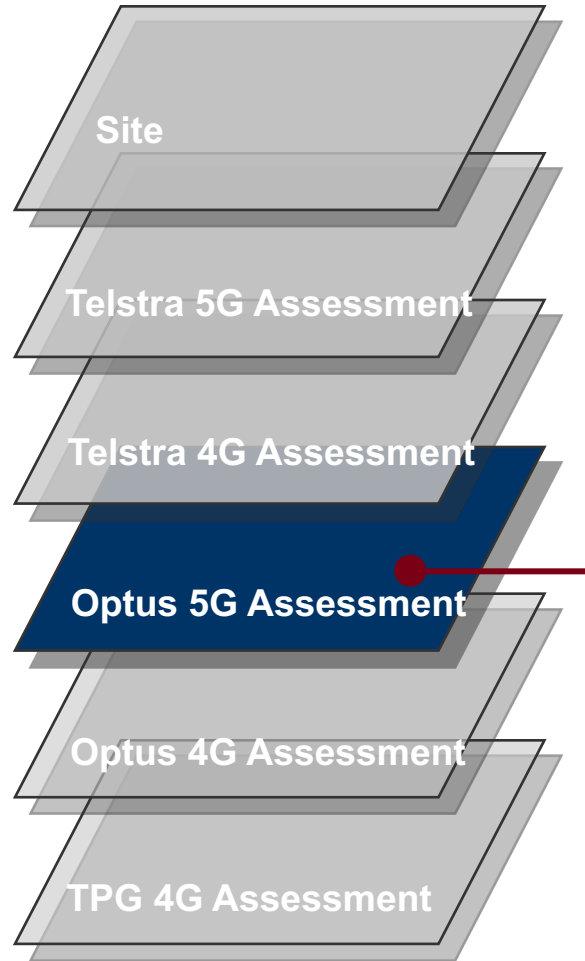 Site
Telstra 5G Assessment
Telstra 4G Assessment
Optus 5G Assessment
Optus 4G Assessment
TPG 4G Assessment